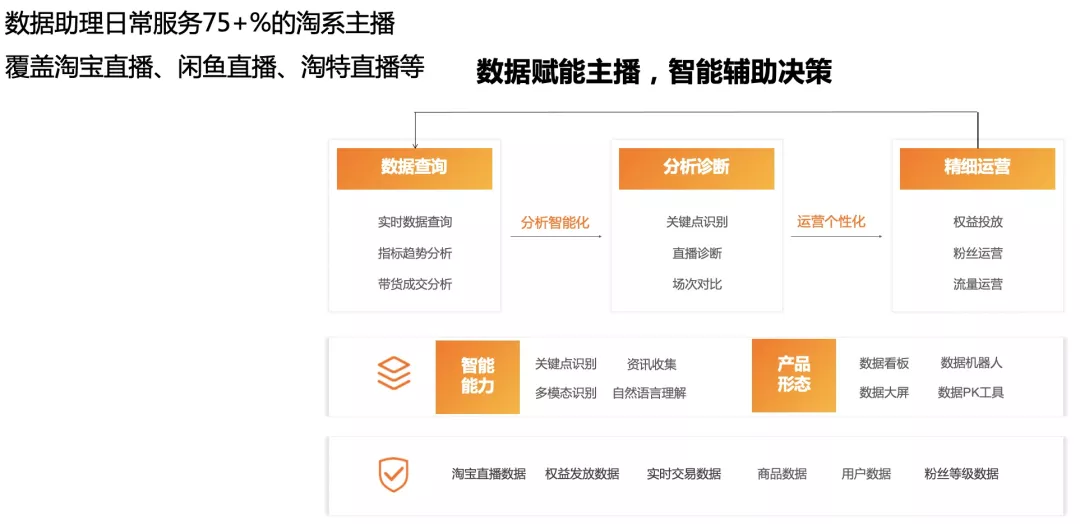 数据助理日常服务75+%的淘系主播
覆盖淘宝直播、闲鱼直播、淘特直播等
数据赋能主播，智能辅助决策
数据查询
实时数据查询
指标趋势分析
带货成交分析
分析智能化
分析诊断
关键点识别
直播诊断
场次对比
运营个性化
精细运营
权益投放
粉丝运营
流量运营
智能
能力
关键点识别 资讯收集
多模态识别 自然语言理解
产品
形态
数据看板 数据机器人
数据大屏 数据PK工具
淘宝直播数据 权益发放数据 实时交易数据 商品数据 用户数据 粉丝等级数据